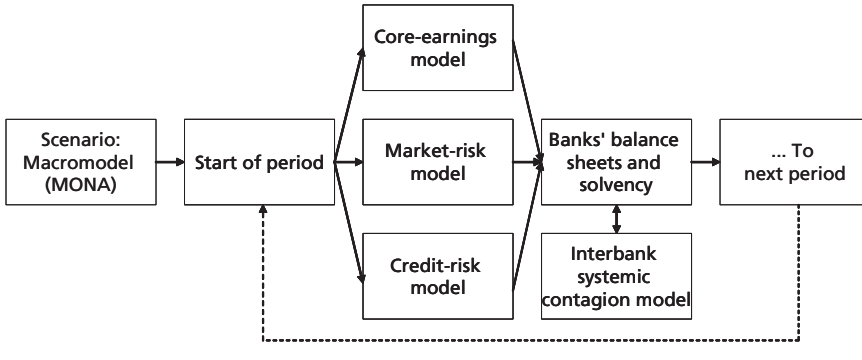 Core-earnings
model
Scenario:
Macromodel
(MONA)
Start of period
Market-risk
model
Banks' balance
sheets and
solvency
... To
next period
Credit-risk
model
Interbank
systemic
contagion model